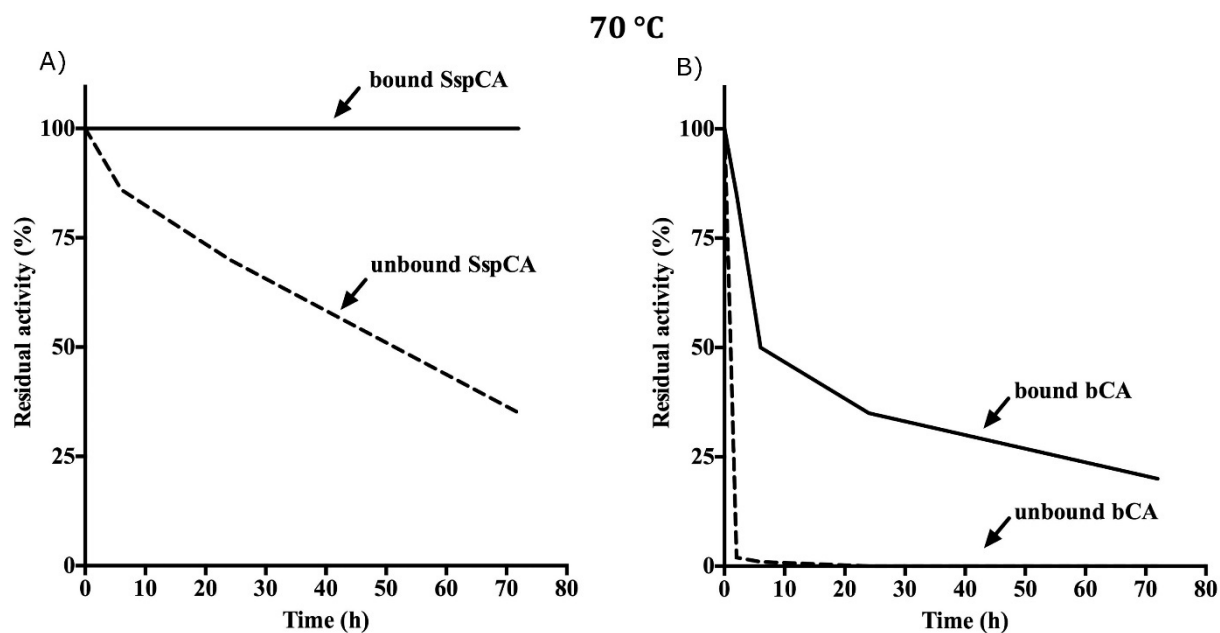 70 °C
A)
bound SspCA
unbound SspCA
Residual activity (%)
100
75
50
25
0
0 10 20 30 40 50 60 70 80
Time (h)
B)
bound bCA
unbound bCA
Residual activity (%)
100
75
50
25
0
0 10 20 30 40 50 60 70 80
Time (h)